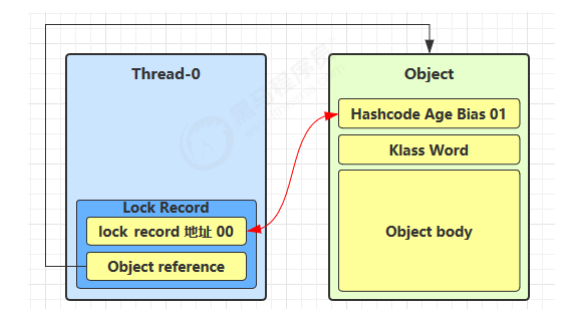 Thread-0
Object
Hashcode Age Bias 01
Klass Word
Lock Record
lock record 地址 00
Object reference
Object body